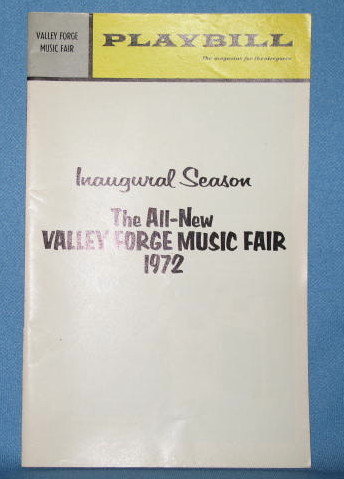 VALLEY FORGE
MUSIC FAIR
PLAYBILL
The magazine for theatregoers
Inaugural Season
The All-New
VALLEY FORGE MUSIC FAIR
1972